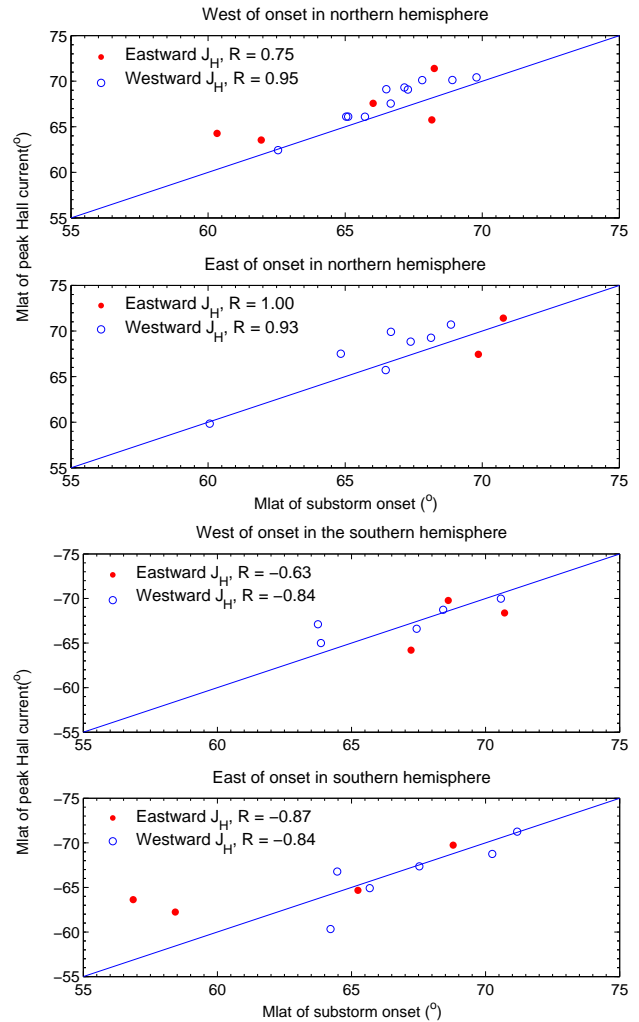 West of onset in northern hemisphere
75
70
65
60
55
Eastward J_H, R = 0.75
Westward J_H, R = 0.95
55 60 65 70 75
Mlat of peak Hall current(°)
East of onset in northern hemisphere
75
70
65
60
55
Eastward J_H, R = 1.00
Westward J_H, R = 0.93
55 60 65 70 75
Mlat of substorm onset (°)
West of onset in the southern hemisphere
-75
-70
-65
-60
-55
Eastward J_H, R = −0.63
Westward J_H, R = −0.84
55 60 65 70 75
Mlat of peak Hall current(°)
East of onset in southern hemisphere
-75
-70
-65
-60
-55
Eastward J_H, R = −0.87
Westward J_H, R = −0.84
55 60 65 70 75
Mlat of substorm onset (°)